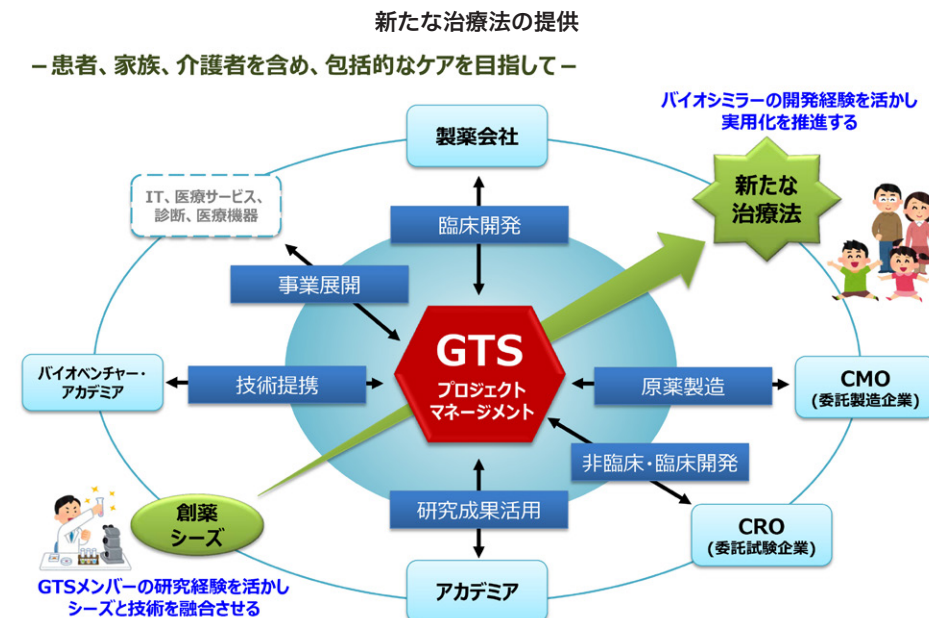 新たな治療法の提供
－患者、家族、介護者を含め、包括的なケアを目指して－
バイオシミラーの開発経験を活かし
実用化を推進する
製薬会社
新たな
治療法
IT、医療サービス、
診断、医療機器
臨床開発
事業展開
GTS
プロジェクト
マネージメント
バイオベンチャー・
アカデミア
技術提携
原薬製造
CMO
(委託製造企業)
非臨床・臨床開発
研究成果活用
創薬
シーズ
CRO
(委託試験企業)
アカデミア
GTSメンバーの研究経験を活かし
シーズと技術を融合させる